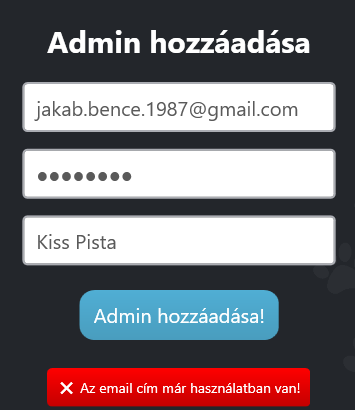 Admin hozzáadása
jakab.bence.1987@gmail.com
●●●●●●●●
Kiss Pista
Admin hozzáadása!
✕ Az email cím már használatban van!